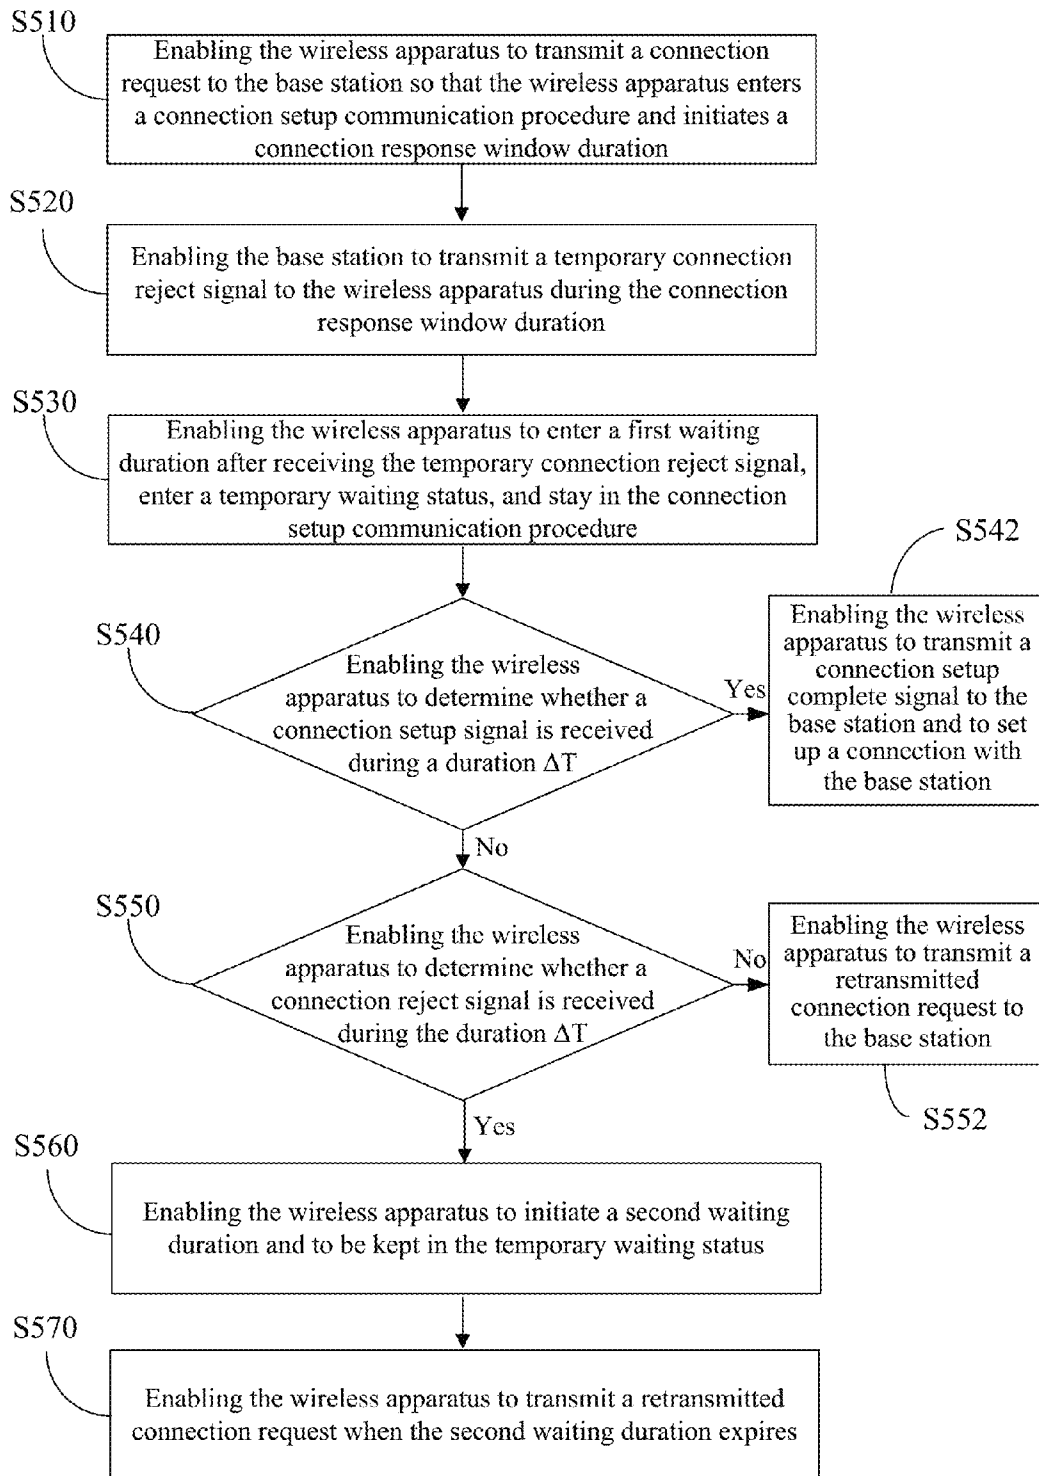 S510
Enabling the wireless apparatus to transmit a connection
request to the base station so that the wireless apparatus enters
a connection setup communication procedure and initiates a
connection response window duration
S520
Enabling the base station to transmit a temporary connection
reject signal to the wireless apparatus during the connection
response window duration
S530
Enabling the wireless apparatus to enter a first waiting
duration after receiving the temporary connection reject signal,
enter a temporary waiting status, and stay in the connection
setup communication procedure
S540
Enabling the wireless
apparatus to determine whether a
connection setup signal is received
during a duration ΔT
Yes
S542
Enabling the wireless
apparatus to transmit a
connection setup
complete signal to the
base station and to set
up a connection with
the base station
No
S550
Enabling the wireless
apparatus to determine whether a
connection reject signal is received
during the duration ΔT
No
Enabling the wireless
apparatus to transmit a
retransmitted
connection request to
the base station
S552
Yes
S560
Enabling the wireless apparatus to initiate a second waiting
duration and to be kept in the temporary waiting status
S570
Enabling the wireless apparatus to transmit a retransmitted
connection request when the second waiting duration expires